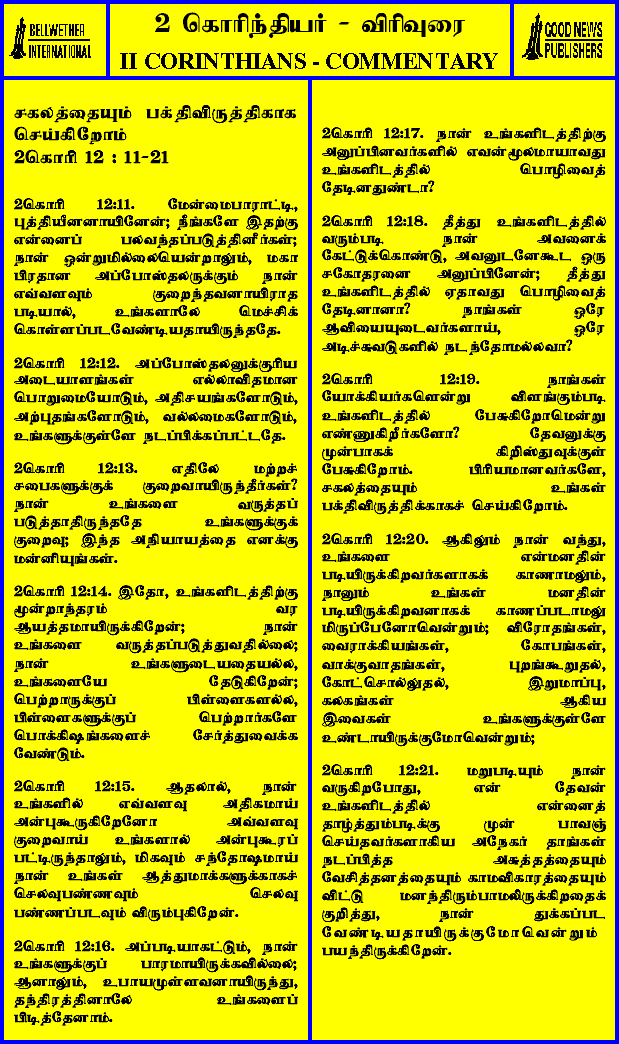 BELLWETHER
INTERNATIONAL
2 கொரிந்தியர் - விரிவுரை
II CORINTHIANS - COMMENTARY
GOOD NEWS
PUBLISHERS
சகலத்தையும் பக்திவிருத்திகாக
செய்கிறோம்
2கொரி 12 : 11-21
2கொரி 12:11. மேன்மைபாராட்டி,
புத்தியீனனாயினேன்; நீங்களே இதற்கு
என்னைப் பலவந்தப்படுத்தினீர்கள்;
நான் ஒன்றுமில்லையென்றாலும், மகா
பிரதான அப்போஸ்தலருக்கும் நான்
எவ்வளவும் குறைந்தவனாயிராத
படியால், உங்களாலே மெச்சிக்
கொள்ளப்படவேண்டியதாயிருந்ததே.
2கொரி 12:12. அப்போஸ்தலனுக்குரிய
அடையாளங்கள் எல்லாவிதமான
பொறுமையோடும், அதிசயங்களோடும்,
அற்புதங்களோடும், வல்லமைகளோடும்,
உங்களுக்குள்ளே நடப்பிக்கப்பட்டதே.
2கொரி 12:13. எதிலே மற்றச்
சபைகளுக்குக் குறைவாயிருந்தீர்கள்?
நான் உங்களை வருத்தப்
படுத்தாதிருந்ததே உங்களுக்குக்
குறைவு; இந்த அநியாயத்தை எனக்கு
மன்னியுங்கள்.
2கொரி 12:14. இதோ, உங்களிடத்திற்கு
மூன்றாந்தரம் வர
ஆயத்தமாயிருக்கிறேன்; நான்
உங்களை வருத்தப்படுத்துவதில்லை;
நான் உங்களுடையதையல்ல,
உங்களையே தேடுகிறேன்;
பெற்றாருக்குப் பிள்ளைகளல்ல,
பிள்ளைகளுக்குப் பெற்றார்களே
பொக்கிஷங்களைச் சேர்த்துவைக்க
வேண்டும்.
2கொரி 12:15. ஆதலால், நான்
உங்களில் எவ்வளவு அதிகமாய்
அன்புகூருகிறேனோ அவ்வளவு
குறைவாய் உங்களால் அன்புகூரப்
பட்டிருந்தாலும், மிகவும் சந்தோஷமாய்
நான் உங்கள் ஆத்துமாக்களுக்காகச்
செலவுபண்ணவும் செலவு
பண்ணப்படவும் விரும்புகிறேன்.
2கொரி 12:16. அப்படியாகட்டும், நான்
உங்களுக்குப் பாரமாயிருக்கவில்லை;
ஆனாலும், உபாயமுள்ளவனாயிருந்து,
தந்திரத்தினாலே உங்களைப்
பிடித்தேனாம்.
2கொரி 12:17. நான் உங்களிடத்திற்கு
அனுப்பினவர்களில் எவன்மூலமாயாவது
உங்களிடத்தில் பொழிவைத்
தேடினதுண்டா?
2கொரி 12:18. தீத்து உங்களிடத்தில்
வரும்படி நான் அவனைக்
கேட்டுக்கொண்டு, அவனுடனேகூட ஒரு
சகோதரனை அனுப்பினேன்; தீத்து
உங்களிடத்தில் ஏதாவது பொழிவைத்
தேடினானா? நாங்கள் ஒரே
ஆவியையுடைவர்களாய், ஒரே
அடிச்சுவடுகளில் நடந்தோமல்லவா?
2கொரி 12:19. நாங்கள்
யோக்கியர்களென்று விளங்கும்படி
உங்களிடத்தில் பேசுகிறோமென்று
எண்ணுகிறீர்களோ? தேவனுக்கு
முன்பாகக் கிறிஸ்துவுக்குள்
பேசுகிறோம். பிரியமானவர்களே,
சகலத்தையும் உங்கள்
பக்திவிருத்திக்காகச் செய்கிறோம்.
2கொரி 12:20. ஆகிலும் நான் வந்து,
உங்களை என்மனதின்
படியிருக்கிறவர்களாகக் காணாமலும்,
நானும் உங்கள் மனதின்
படியிருக்கிறவனாகக் காணப்படாமலு
மிருப்பேனோவென்றும்; விரோதங்கள்,
வைராக்கியங்கள், கோபங்கள்,
வாக்குவாதங்கள், புறங்கூறுதல்,
கோட்சொல்லுதல், இறுமாப்பு,
கலகங்கள் ஆகிய
இவைகள் உங்களுக்குள்ளே
உண்டாயிருக்குமோவென்றும்;
2கொரி 12:21. மறுபடியும் நான்
வருகிறபோது, என் தேவன்
உங்களிடத்தில் என்னைத்
தாழ்த்தும்படிக்கு முன் பாவஞ்
செய்தவர்களாகிய அநேகர் தாங்கள்
நடப்பித்த அசுத்தத்தையும்
வேசித்தனத்தையும் காமவிகாரத்தையும்
விட்டு மனந்திரும்பாமலிருக்கிறதைக்
குறித்து, நான் துக்கப்பட
வேண்டியதாயிருக்குமோவென்றும்
பயந்திருக்கிறேன்.